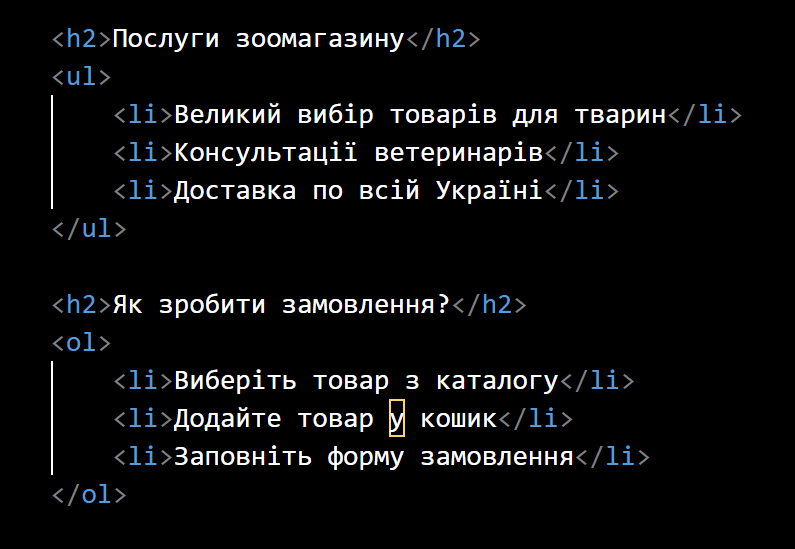 <h2>Послуги зоомагазину</h2>
<ul>
<li>Великий вибір товарів для тварин</li>
<li>Консультації ветеринарів</li>
<li>Доставка по всій Україні</li>
</ul>
<h2>Як зробити замовлення?</h2>
<ol>
<li>Виберіть товар з каталогу</li>
<li>Додайте товар у кошик</li>
<li>Заповніть форму замовлення</li>
</ol>